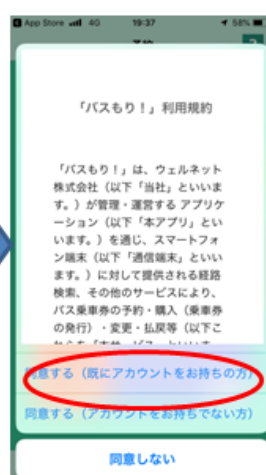 App Store 4G 19:37 58%
「バスもり！」利用規約
「バスもり！」は、ウェルネット
株式会社（以下「当社」といいま
す。）が管理・運営する アプリケ
ーション（以下「本アプリ」とい
います。）を通じ、スマートフォ
ン端末（以下「通信端末」といい
ます。）に対して提供される経路
検索、その他のサービスにより、
バス乗車券の予約・購入（乗車券
の発行）・変更・払戻等（以下こ
同意する（既にアカウントをお持ちの方）
同意する（アカウントをお持ちでない方）
同意しない